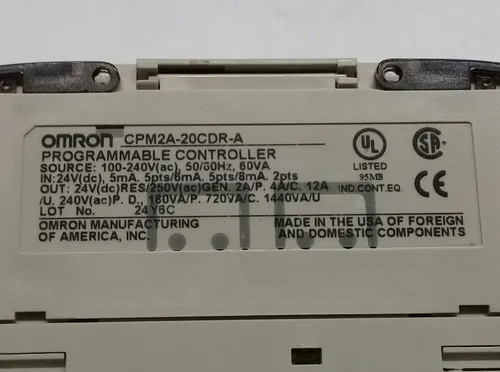 OMRON CPM2A-20CDR-A
PROGRAMMABLE CONTROLLER
SOURCE: 100-240V(ac), 50/60Hz, 60VA
IN: 24V(dc), 5mA. 5pts/6mA. 5pts/8mA. 2pts
OUT: 24V(dc)RES/250V(ac)GEN. 2A/P. 4A/C. 12A
/U. 240V(ac)P. D., 180VA/P. 720VA/C. 1440VA/U
LOT No. 24Y6C
OMRON MANUFACTURING
OF AMERICA, INC.
MADE IN USA OF FOREIGN
AND DOMESTIC COMPONENTS
UL
LISTED
95MB
IND.CONT.EQ.
SA
CE